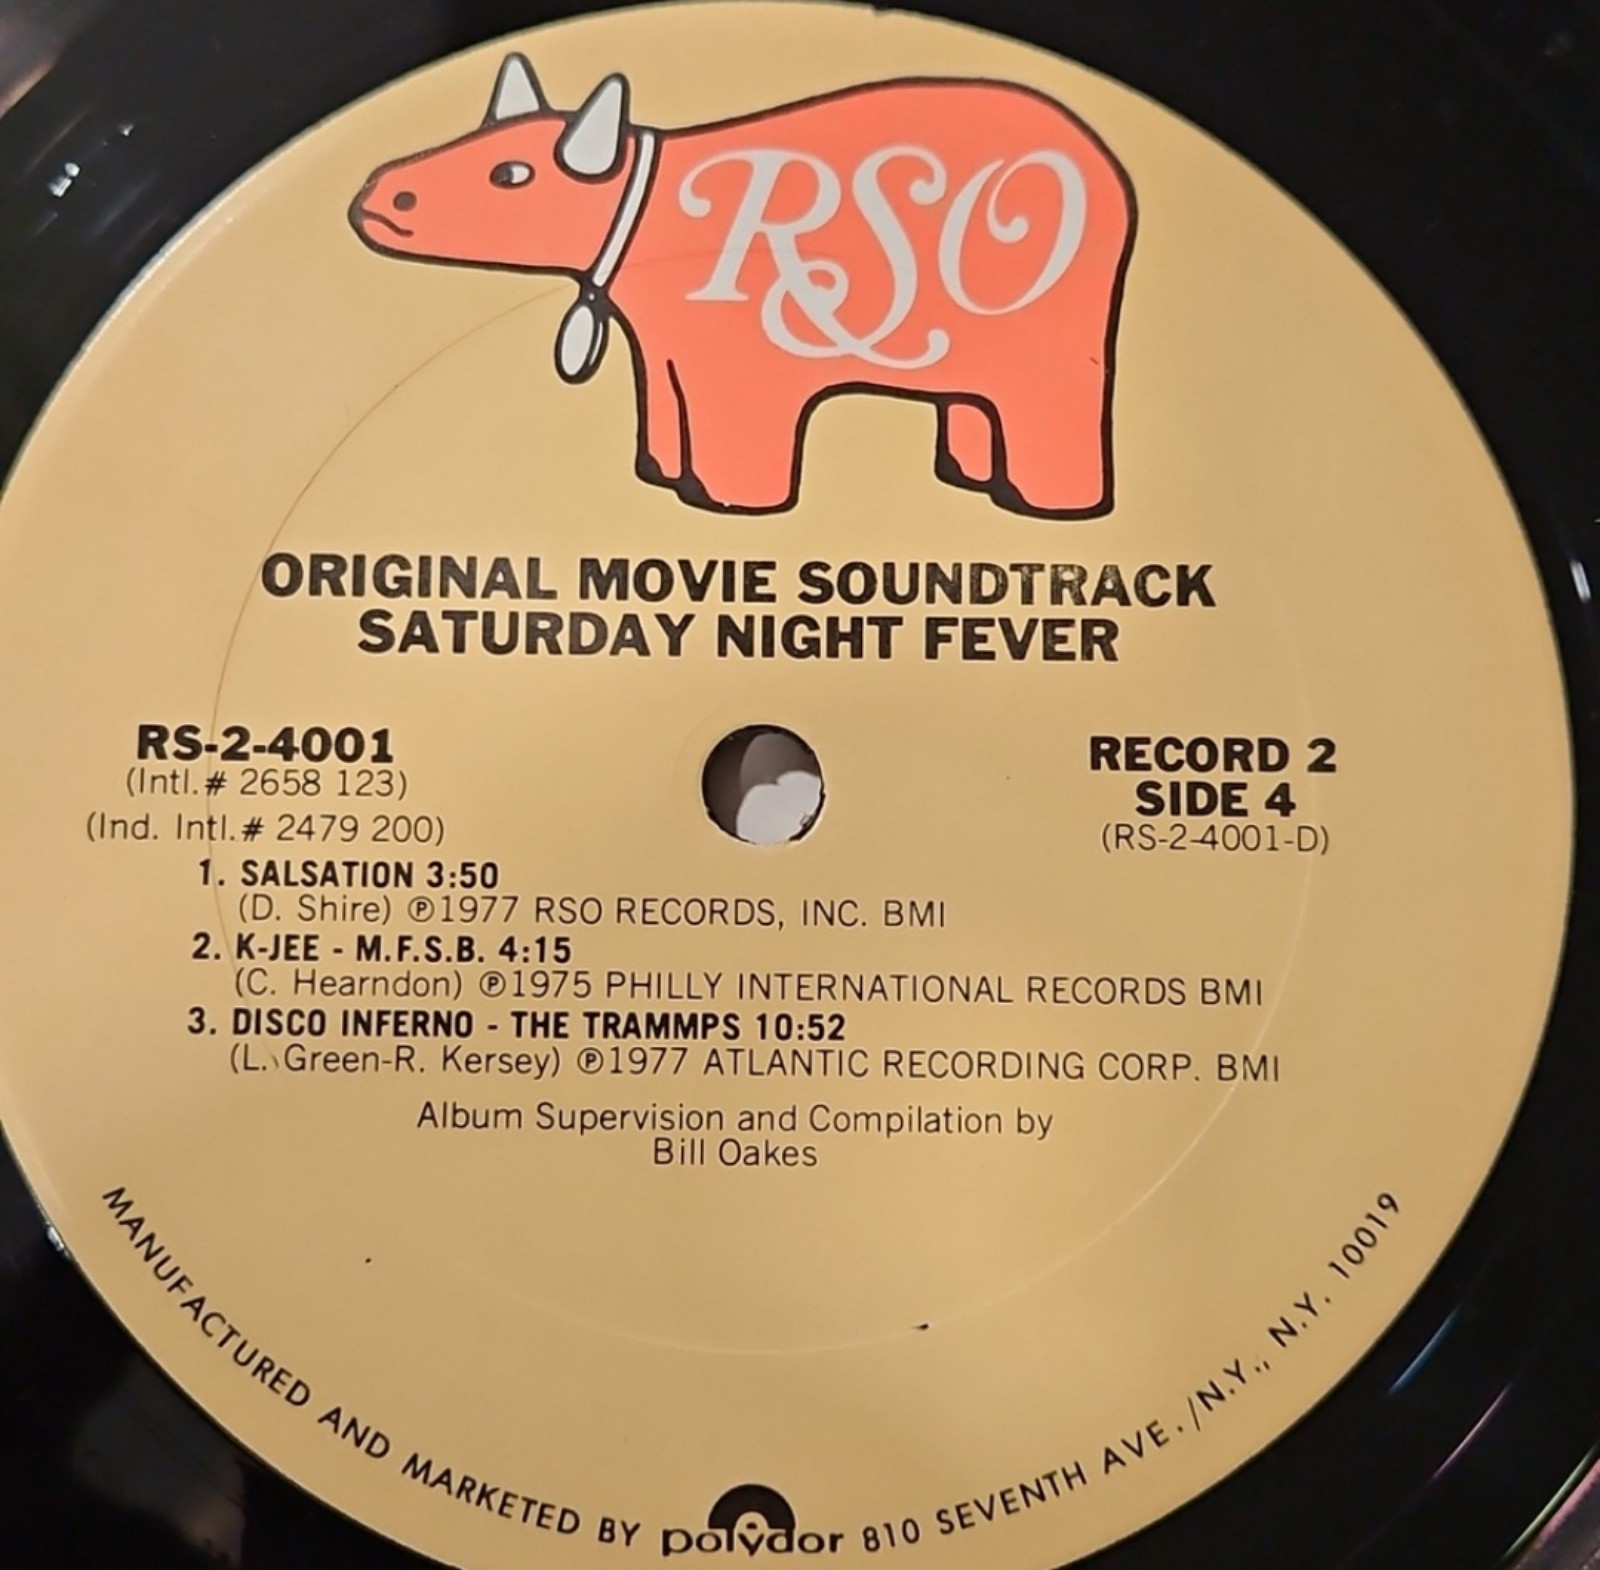 RSO
ORIGINAL MOVIE SOUNDTRACK
SATURDAY NIGHT FEVER
RS-2-4001
(Intl.# 2658 123)
(Ind. Intl.# 2479 200)
RECORD 2
SIDE 4
(RS-2-4001-D)
1. SALSATION 3:50
(D. Shire) ℗1977 RSO RECORDS, INC. BMI
2. K-JEE - M.F.S.B. 4:15
(C. Hearndon) ℗1975 PHILLY INTERNATIONAL RECORDS BMI
3. DISCO INFERNO - THE TRAMMPS 10:52
(L. Green-R. Kersey) ℗1977 ATLANTIC RECORDING CORP. BMI
Album Supervision and Compilation by
Bill Oakes
MANUFACTURED AND MARKETED BY polydor 810 SEVENTH AVE./N.Y., N.Y. 10019